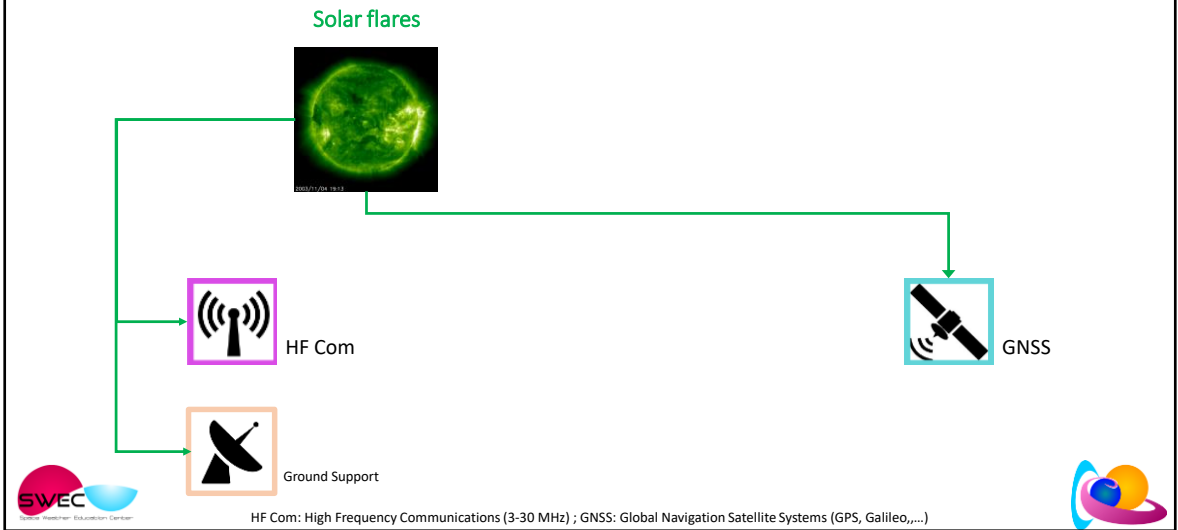 Solar flares
2003/11/04 19:13
HF Com
GNSS
Ground Support
SWEC
Space Weather Education Center
HF Com: High Frequency Communications (3-30 MHz) ; GNSS: Global Navigation Satellite Systems (GPS, Galileo,,…)